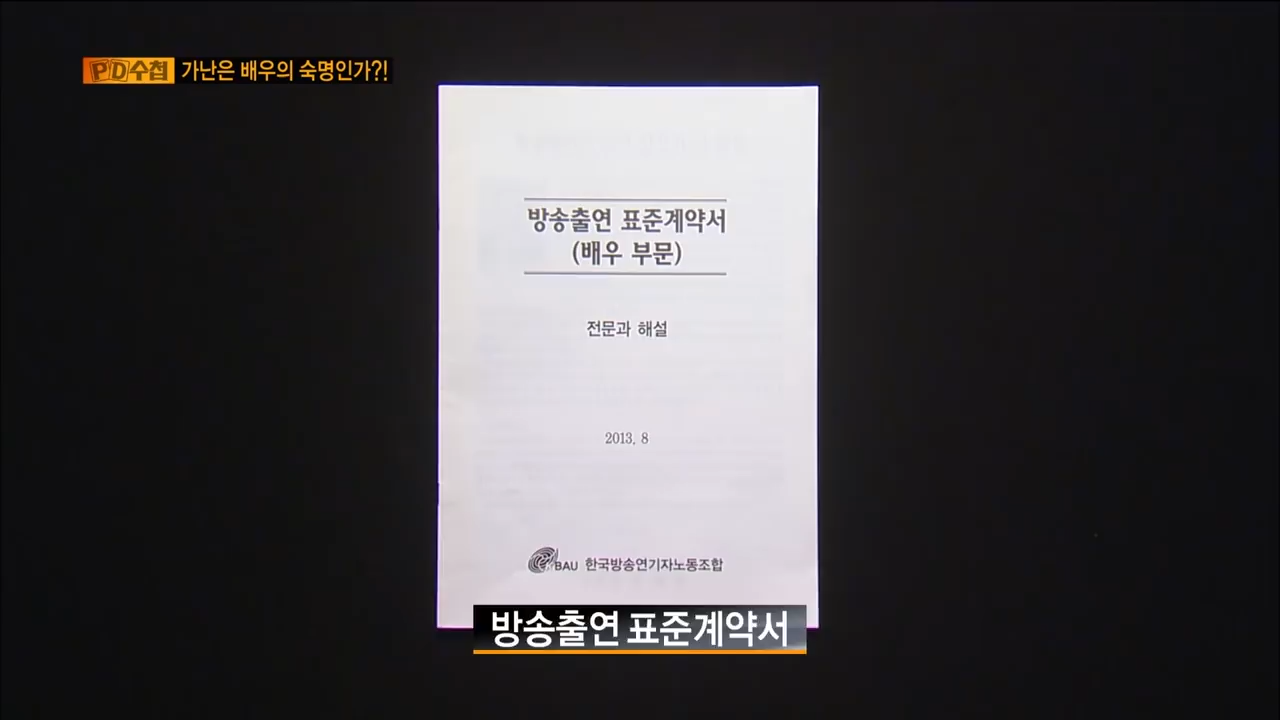 PD수첩 가난은 배우의 숙명인가?!
방송출연 표준계약서
(배우 부문)
전문과 해설
2013. 8
BAU 한국방송연기자노동조합
방송출연 표준계약서